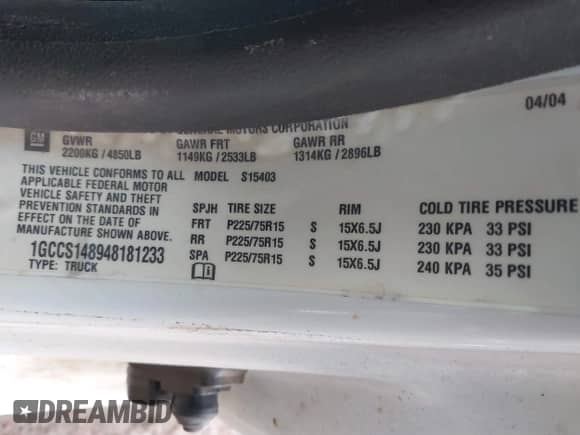 04/04
GENERAL MOTORS CORPORATION
GM GVWR GAWR FRT GAWR RR
2200KG / 4850LB 1149KG / 2533LB 1314KG / 2896LB
THIS VEHICLE CONFORMS TO ALL
APPLICABLE FEDERAL MOTOR
VEHICLE SAFETY AND THEFT
PREVENTION STANDARDS IN
EFFECT ON THE DATE OF
MANUFACTURE SHOWN ABOVE.
1GCCS148948181233
TYPE: TRUCK
MODEL S15403
SPJH TIRE SIZE RIM COLD TIRE PRESSURE
FRT P225/75R15 S 15X6.5J 230 KPA 33 PSI
RR P225/75R15 S 15X6.5J 230 KPA 33 PSI
SPA P225/75R15 S 15X6.5J 240 KPA 35 PSI
DREAMBID